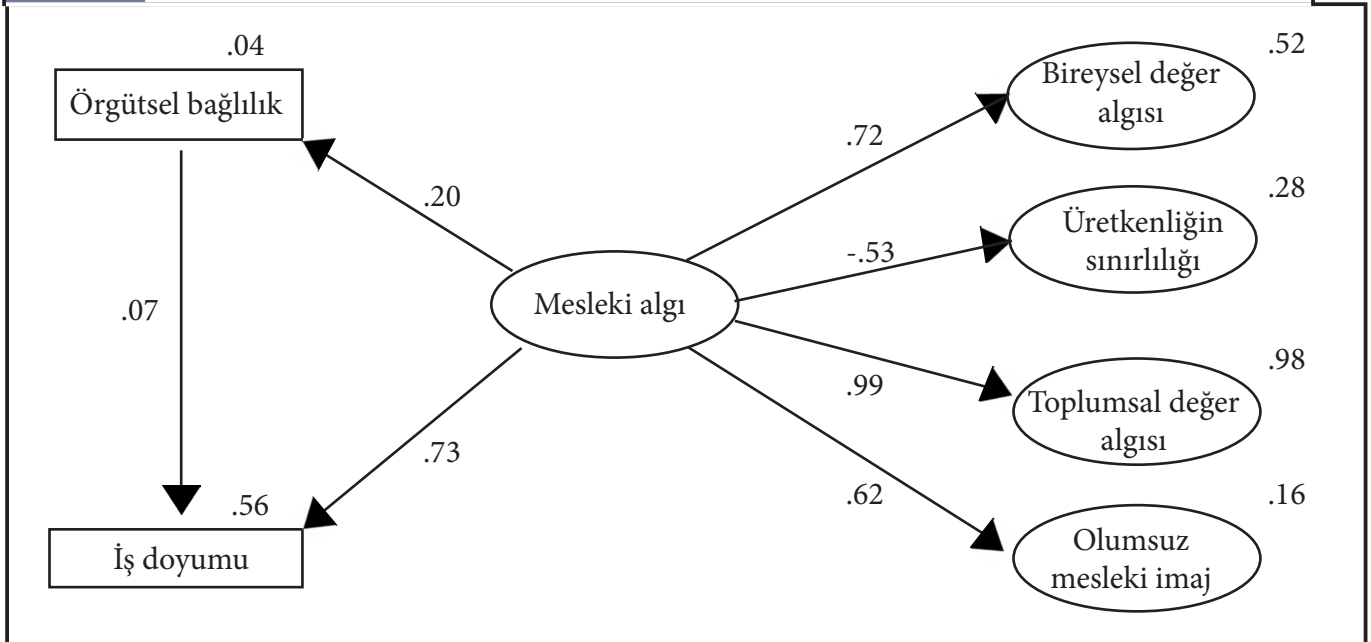 .04
Örgütsel bağlılık
.20
.07
.73
.56
İş doyumu
Mesleki algı
.72
-.53
.99
.62
.52
Bireysel değer
algısı
.28
Üretkenliğin
sınırlılığı
.98
Toplumsal değer
algısı
.16
Olumsuz
mesleki imaj